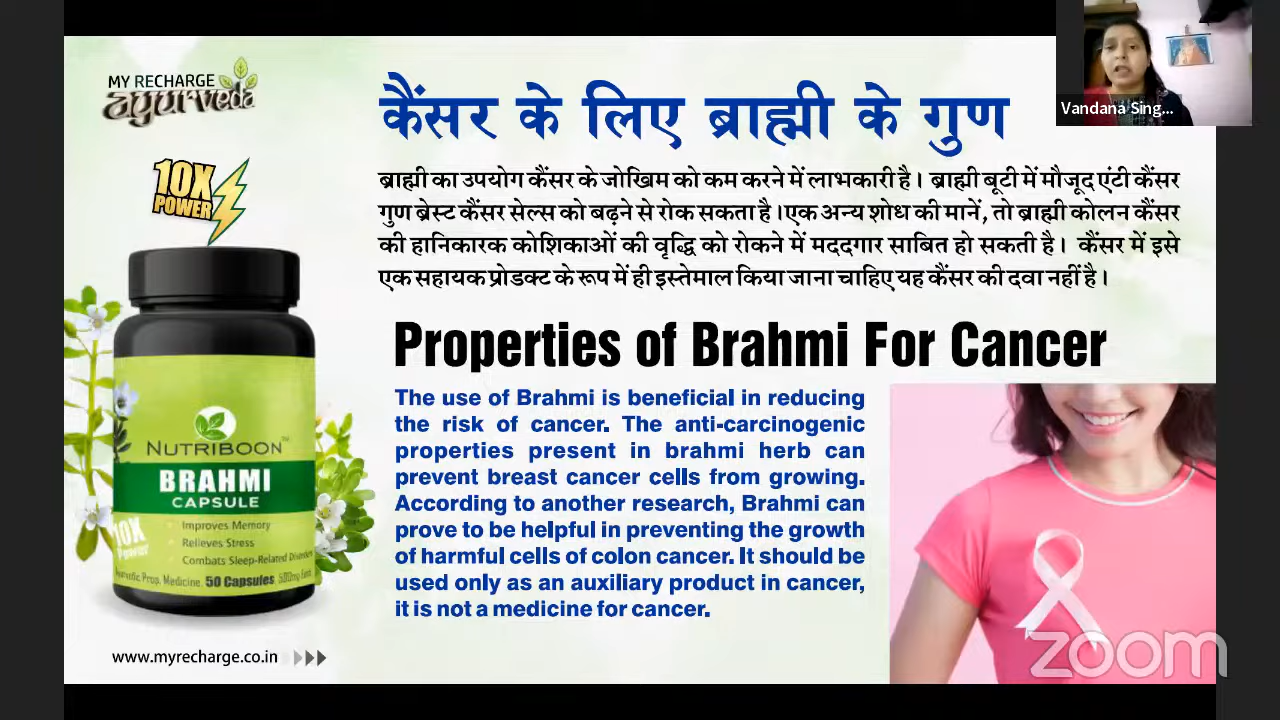 MY RECHARGE
ayurveda
10X
POWER
NUTRIBOON™
BRAHMI
CAPSULE
Improves Memory
Relieves Stress
Combats Sleep-Related Disorders
10X
Power
Ayurvedic Prop. Medicine. 50 Capsules
www.myrecharge.co.in
कैंसर के लिए ब्राह्मी के गुण
ब्राह्मी का उपयोग कैंसर के जोखिम को कम करने में लाभकारी है। ब्राह्मी बूटी में मौजूद एंटी कैंसर
गुण ब्रेस्ट कैंसर सेल्स को बढ़ने से रोक सकता है।एक अन्य शोध की मानें, तो ब्राह्मी कोलन कैंसर
की हानिकारक कोशिकाओं की वृद्धि को रोकने में मददगार साबित हो सकती है। कैंसर में इसे
एक सहायक प्रोडक्ट के रूप में ही इस्तेमाल किया जाना चाहिए यह कैंसर की दवा नहीं है।
Properties of Brahmi For Cancer
The use of Brahmi is beneficial in reducing
the risk of cancer. The anti-carcinogenic
properties present in brahmi herb can
prevent breast cancer cells from growing.
According to another research, Brahmi can
prove to be helpful in preventing the growth
of harmful cells of colon cancer. It should be
used only as an auxiliary product in cancer,
it is not a medicine for cancer.
Vandana Sing...
zoom